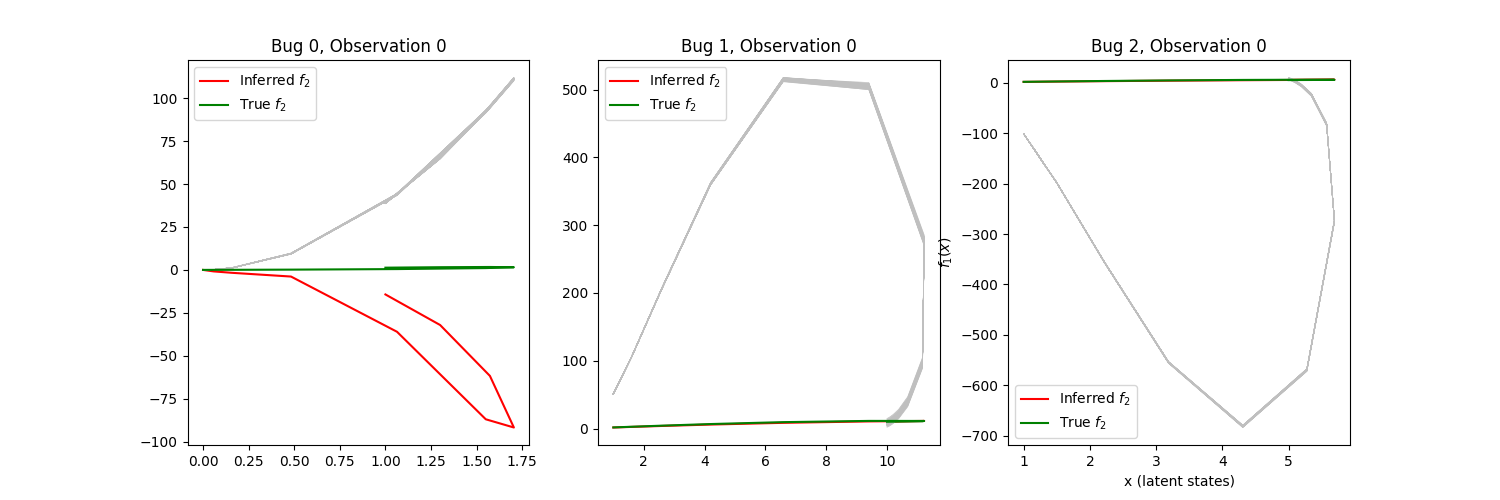 Bug 0, Observation 0
Inferred f₂
True f₂
100
75
50
25
0
−25
−50
−75
−100
0.00 0.25 0.50 0.75 1.00 1.25 1.50 1.75
Bug 1, Observation 0
Inferred f₂
True f₂
500
400
300
200
100
0
2 4 6 8 10
Bug 2, Observation 0
f₁(x)
0
−100
−200
−300
−400
−500
−600
−700
Inferred f₂
True f₂
1 2 3 4 5
x (latent states)